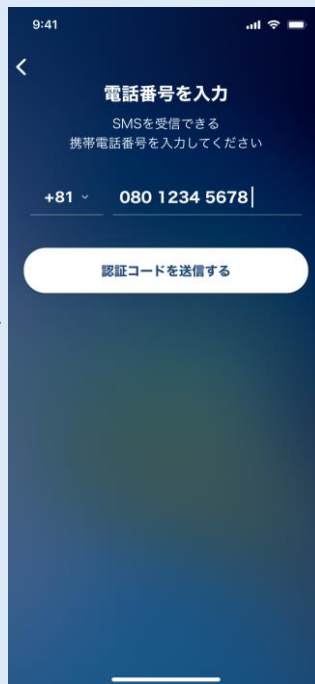 9:41
電話番号を入力
SMSを受信できる
携帯電話番号を入力してください
+81 080 1234 5678
認証コードを送信する